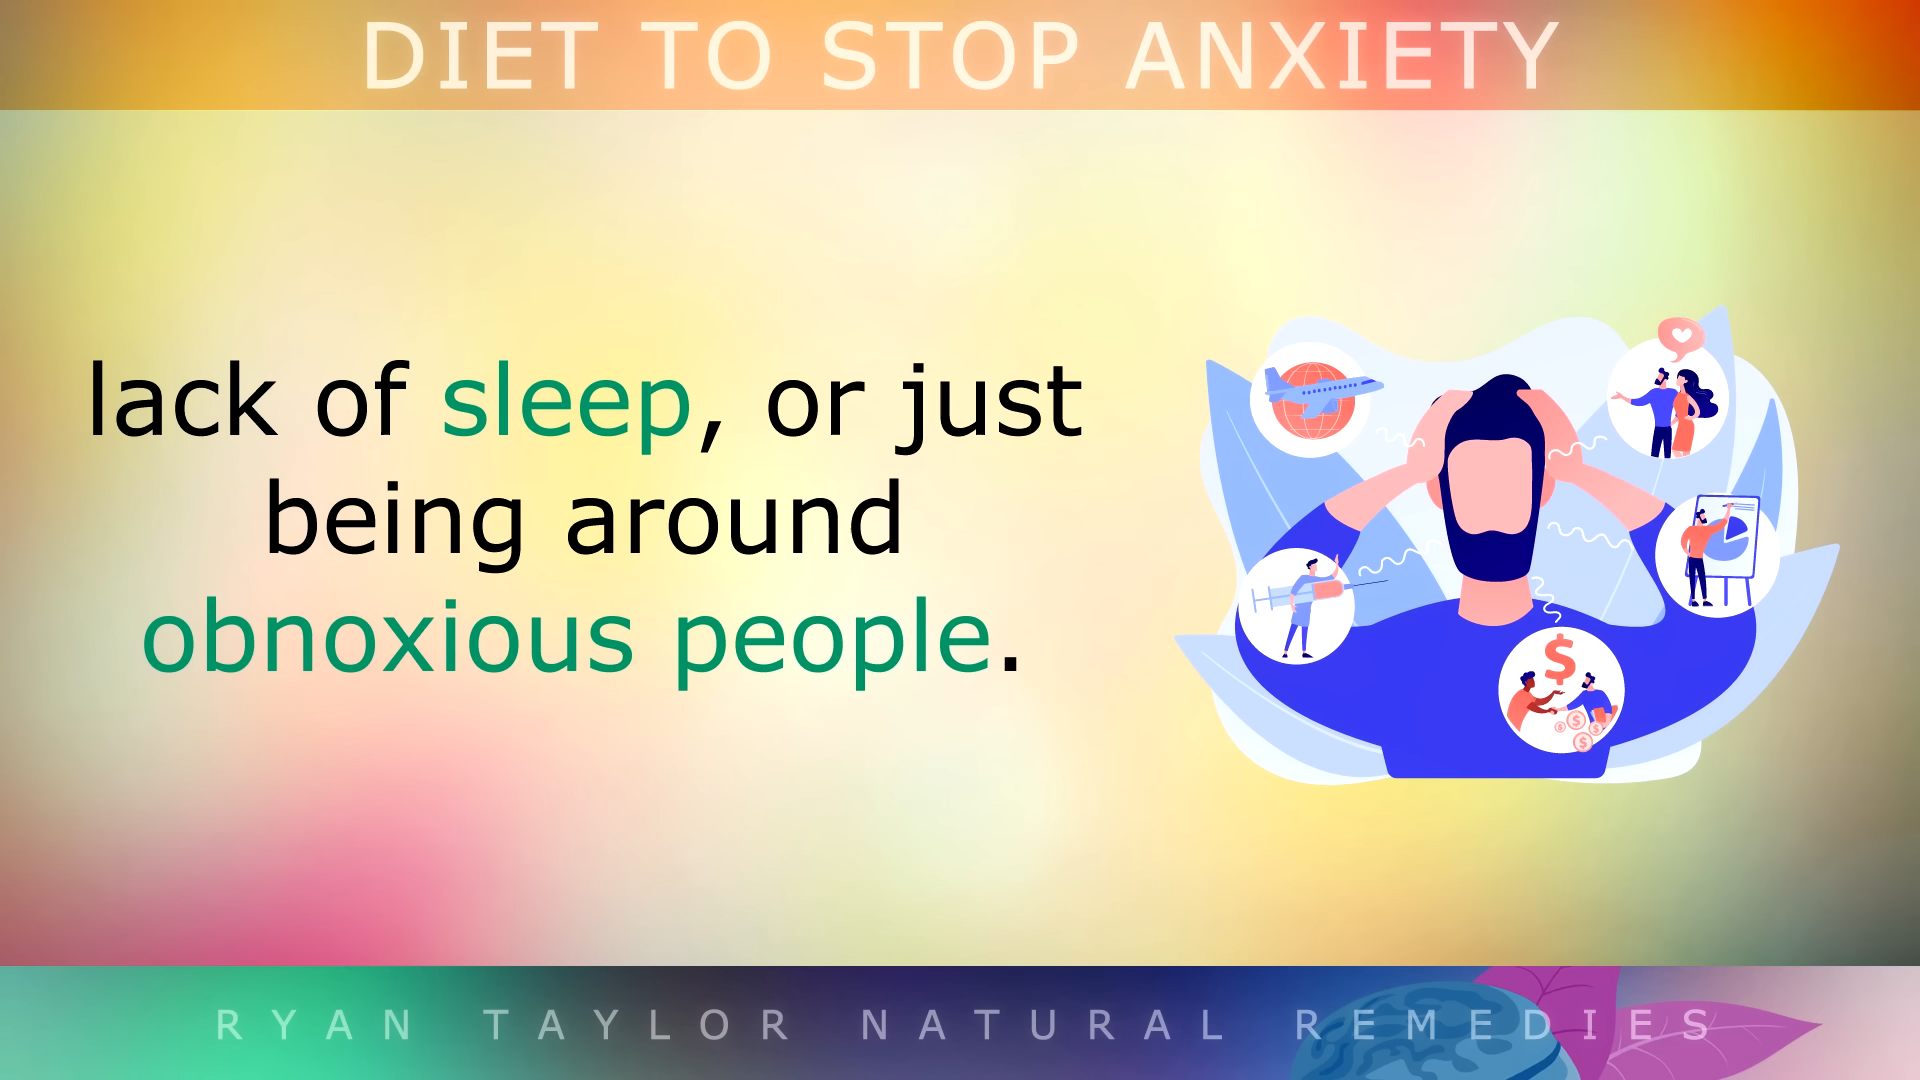 DIET TO STOP ANXIETY
lack of sleep, or just
being around
obnoxious people.
$
$
$
$
$
RYAN TAYLOR NATURAL REMEDIES